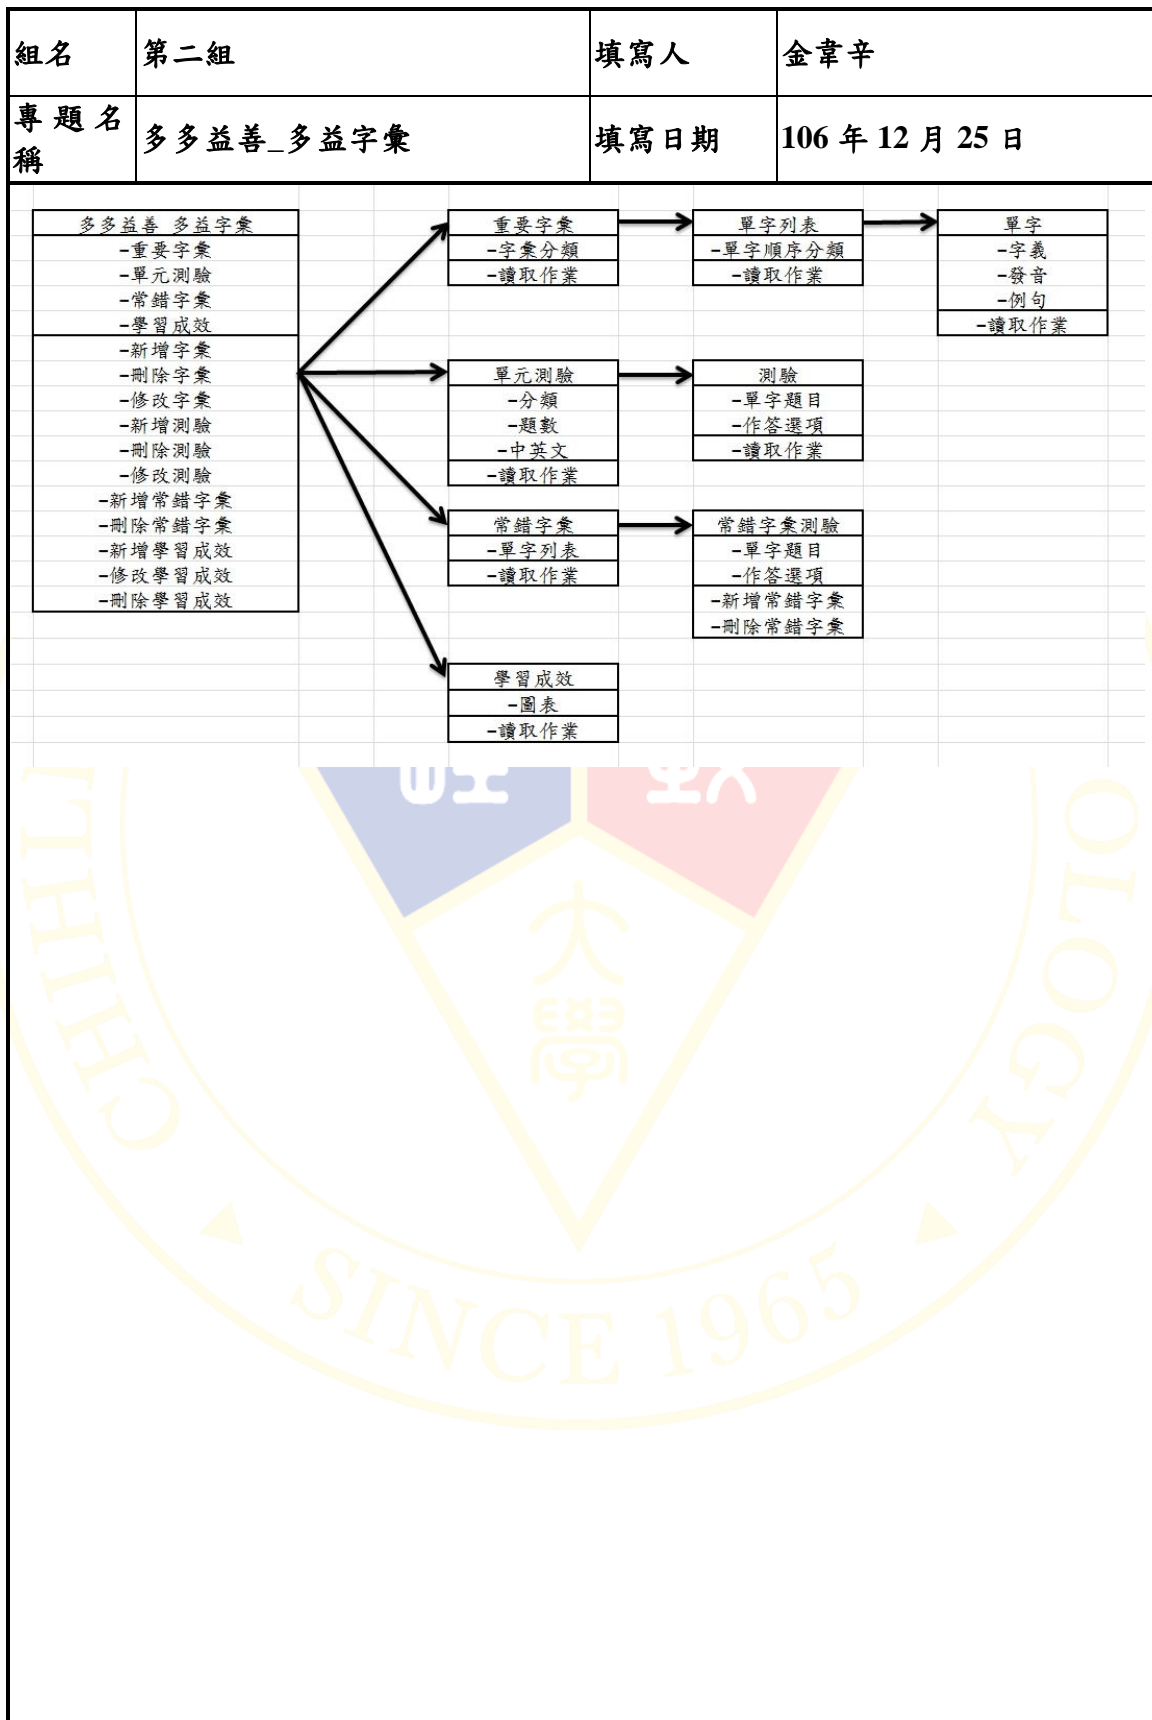 組名 第二組 填寫人 金韋辛
專題名稱 多多益善_多益字彙 填寫日期 106 年 12 月 25 日
多多益善_多益字彙
-重要字彙
-單元測驗
-常錯字彙
-學習成效
-新增字彙
-刪除字彙
-修改字彙
-新增測驗
-刪除測驗
-修改測驗
-新增常錯字彙
-刪除常錯字彙
-新增學習成效
-修改學習成效
-刪除學習成效
重要字彙
-字彙分類
-讀取作業
單字列表
-單字順序分類
-讀取作業
單字
-字義
-發音
-例句
-讀取作業
單元測驗
-分類
-題數
-中英文
-讀取作業
測驗
-單字題目
-作答選項
-讀取作業
常錯字彙
-單字列表
-讀取作業
常錯字彙測驗
-單字題目
-作答選項
-新增常錯字彙
-刪除常錯字彙
學習成效
-圖表
-讀取作業
大
學
CHIHLI
OLOGY
SINCE 1965